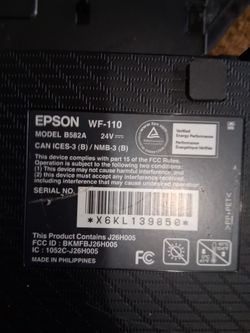 EPSON WF-110
MODEL B582A 24V
CAN ICES-3 (B) / NMB-3 (B)
Verified
Energy Performance
Vérifié
This device complies with part 15 of the FCC Rules.
Operation is subject to the following two conditions:
(1) This device may not cause harmful interference, and
(2) this device must accept any interference
received, including interference that may
cause undesired operation.
SERIAL NO.
*X6KL139850*
This Product Contains J26H005
FCC ID : BKMFBJ26H005
IC : 1052C-J26H005
MADE IN PHILIPPINES